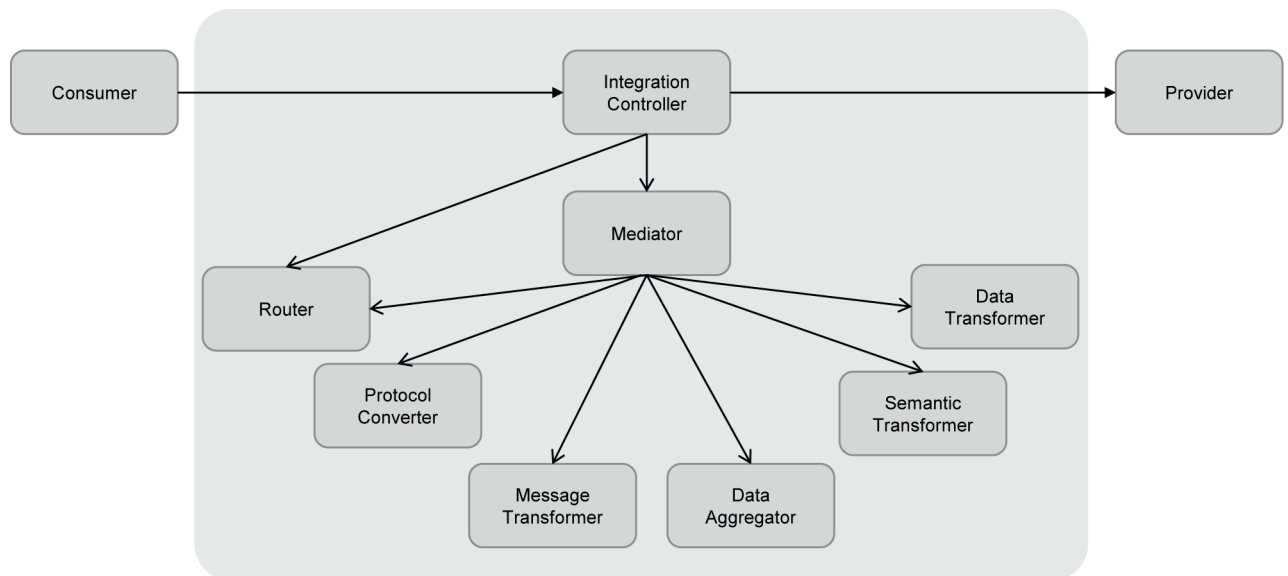 Consumer
Integration
Controller
Provider
Mediator
Router
Data
Transformer
Protocol
Converter
Semantic
Transformer
Message
Transformer
Data
Aggregator